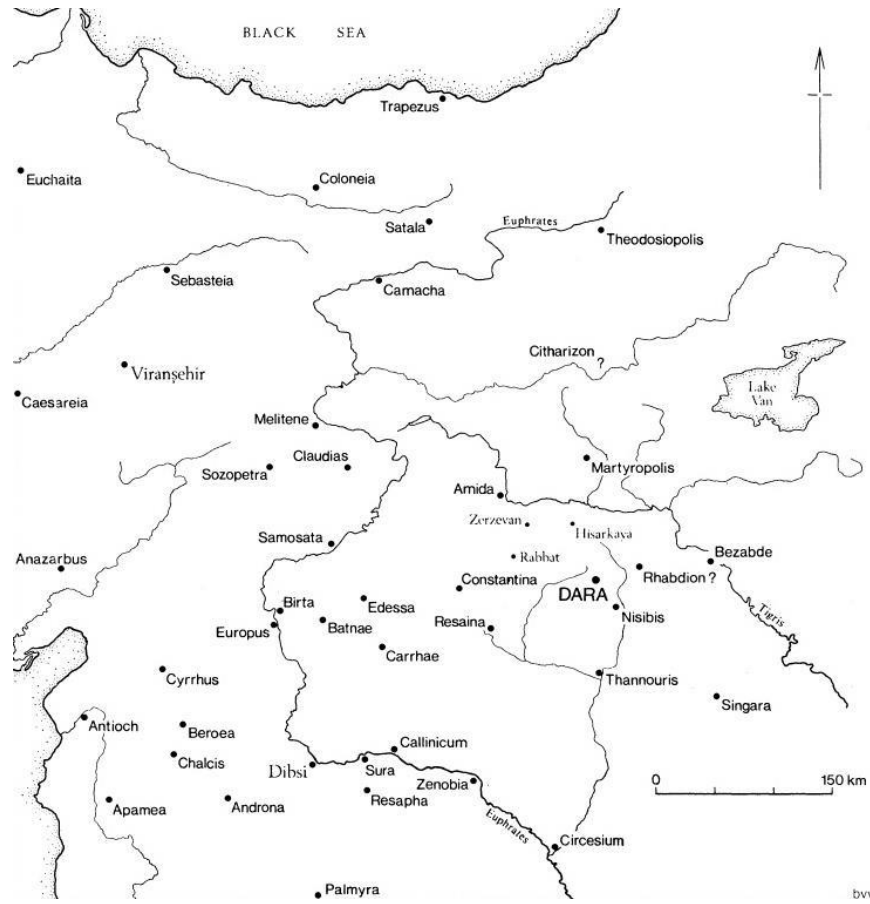 BLACK SEA
Trapezus
Euchaita
Coloneia
Satala
Euphrates
Theodosiopolis
Sebasteia
Camacha
Citharizon ?
Viranşehir
Lake
Van
Caesareia
Melitene
Claudias
Sozopetra
Martyropolis
Amida
Zerzevan
Hisarkaya
Samosata
Rabbat
Bezabde
Anazarbus
Rhabdion ?
Constantina
DARA
Edessa
Birta
Nisibis
Tigris
Batnae
Europus
Resaina
Carrhae
Cyrrhus
Thannouris
Singara
Antioch
Beroea
Callinicum
Chalcis
Dibsi
Sura
Zenobia
0 150 km
Resapha
Androna
Apamea
Euphrates
Circesium
Palmyra
bvv